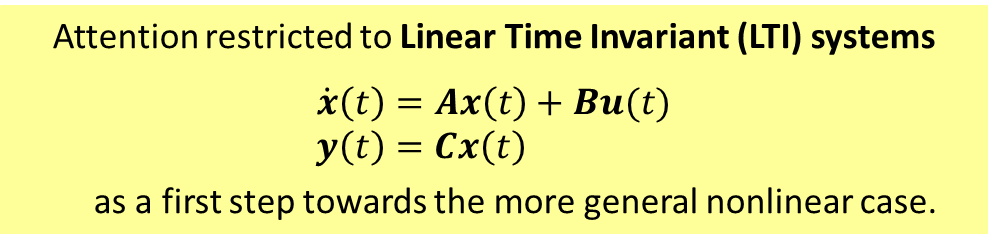 Attention restricted to Linear Time Invariant (LTI) systems
ẋ(t) = Ax(t) + Bu(t)
y(t) = Cx(t)
as a first step towards the more general nonlinear case.